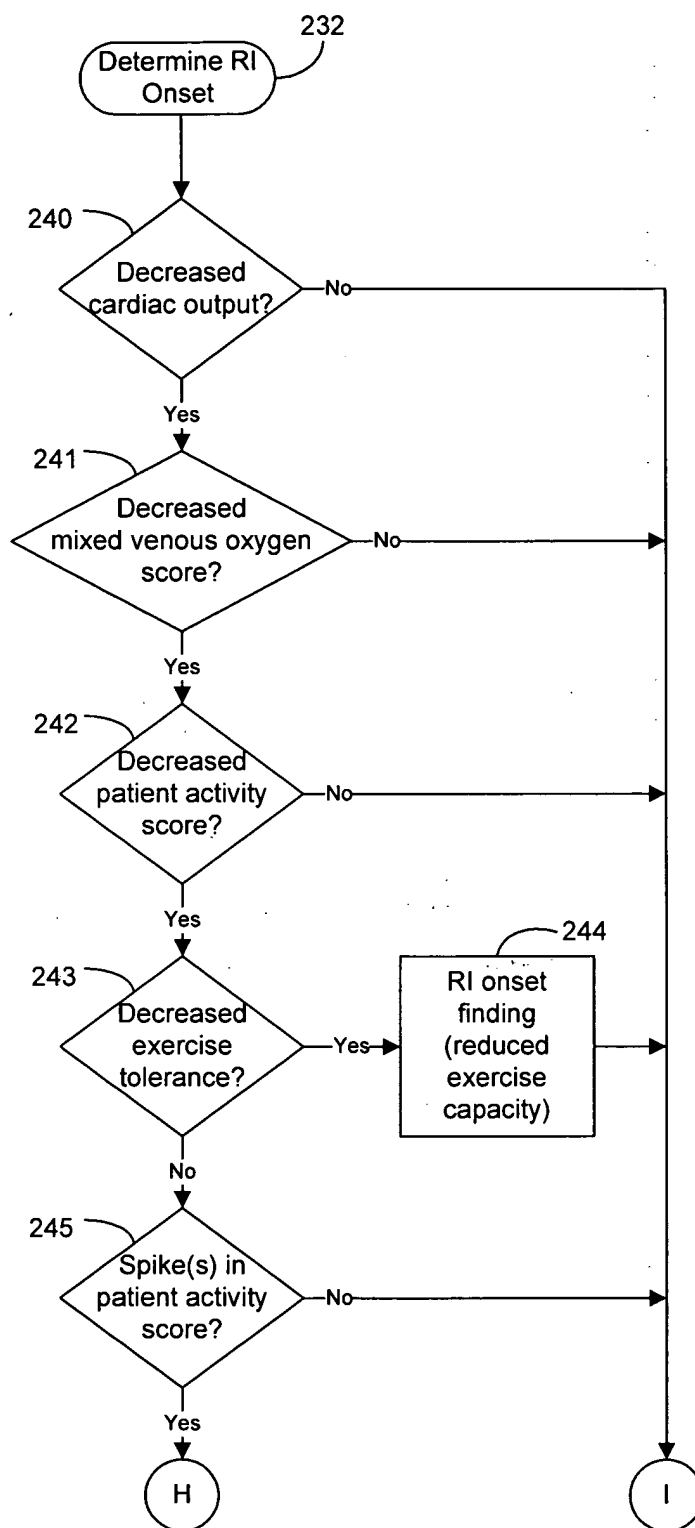 232
Determine RI
Onset
240
Decreased
cardiac output?
No
Yes
241
Decreased
mixed venous oxygen
score?
No
Yes
242
Decreased
patient activity
score?
No
Yes
243
Decreased
exercise
tolerance?
Yes
244
RI onset
finding
(reduced
exercise
capacity)
No
245
Spike(s) in
patient activity
score?
No
Yes
H
I